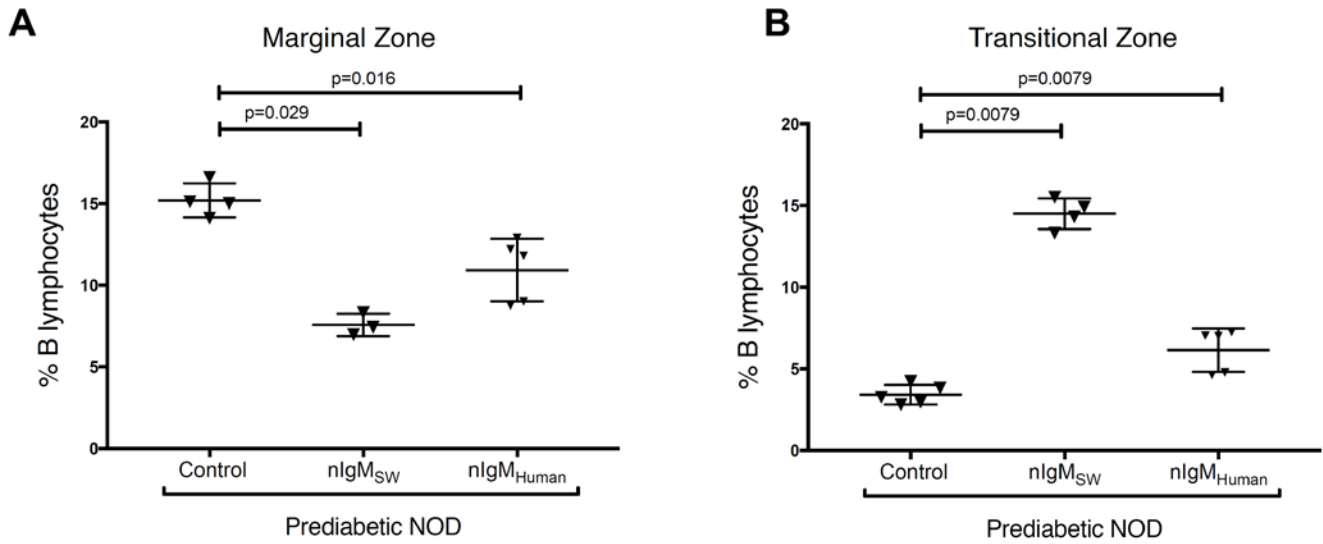 A
Marginal Zone
p=0.016
p=0.029
20
15
10
5
0
% B lymphocytes
Control
nIgMSW
nIgMHuman
Prediabetic NOD
B
Transitional Zone
p=0.0079
p=0.0079
20
15
10
5
0
% B lymphocytes
Control
nIgMSW
nIgMHuman
Prediabetic NOD